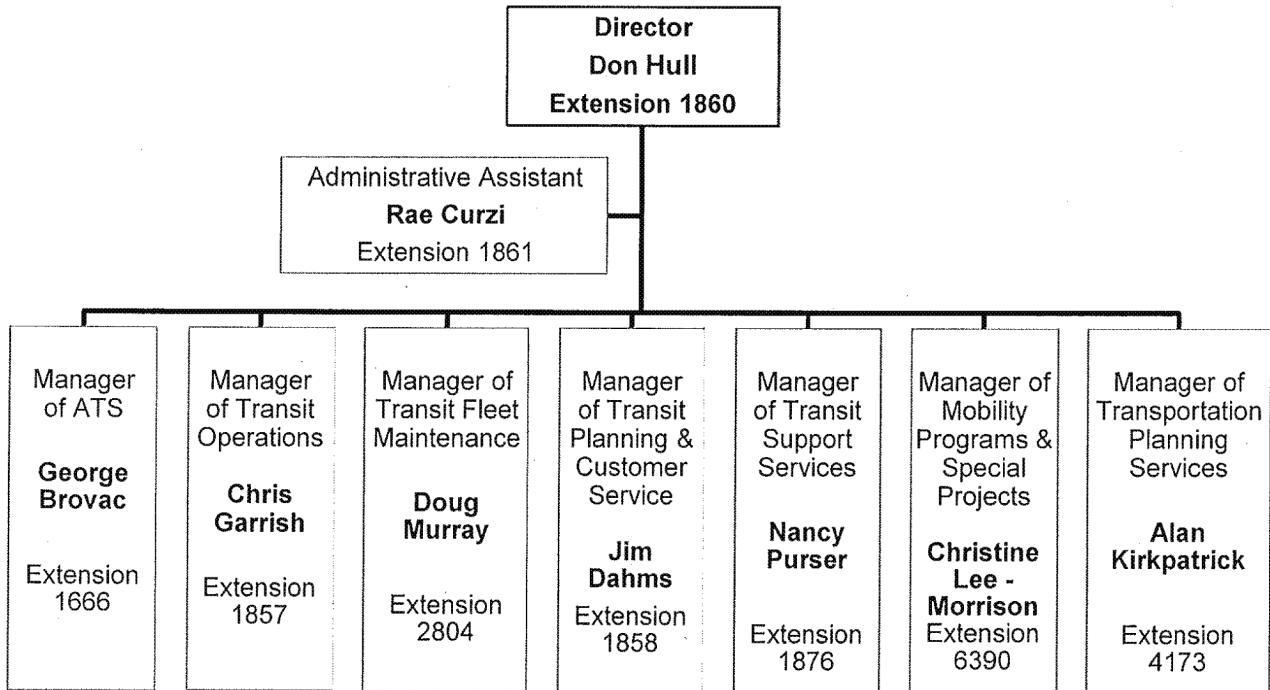 Director
Don Hull
Extension 1860
Administrative Assistant
Rae Curzi
Extension 1861
Manager
of ATS
George
Brovac
Extension
1666
Manager
of Transit
Operations
Chris
Garrish
Extension
1857
Manager of
Transit Fleet
Maintenance
Doug
Murray
Extension
2804
Manager
of Transit
Planning &
Customer
Service
Jim
Dahms
Extension
1858
Manager
of Transit
Support
Services
Nancy
Purser
Extension
1876
Manager of
Mobility
Programs &
Special
Projects
Christine
Lee -
Morrison
Extension
6390
Manager of
Transportation
Planning
Services
Alan
Kirkpatrick
Extension
4173